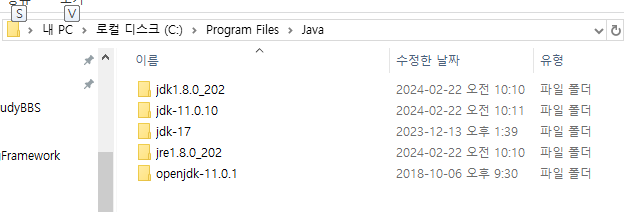 S V
내 PC > 로컬 디스크 (C:) > Program Files > Java
이름 수정한 날짜 유형
jdk1.8.0_202 2024-02-22 오전 10:10 파일 폴더
udyBBS jdk-11.0.10 2024-02-22 오전 10:11 파일 폴더
jdk-17 2023-12-13 오후 1:39 파일 폴더
Framework jre1.8.0_202 2024-02-22 오전 10:10 파일 폴더
openjdk-11.0.1 2018-10-06 오후 9:30 파일 폴더